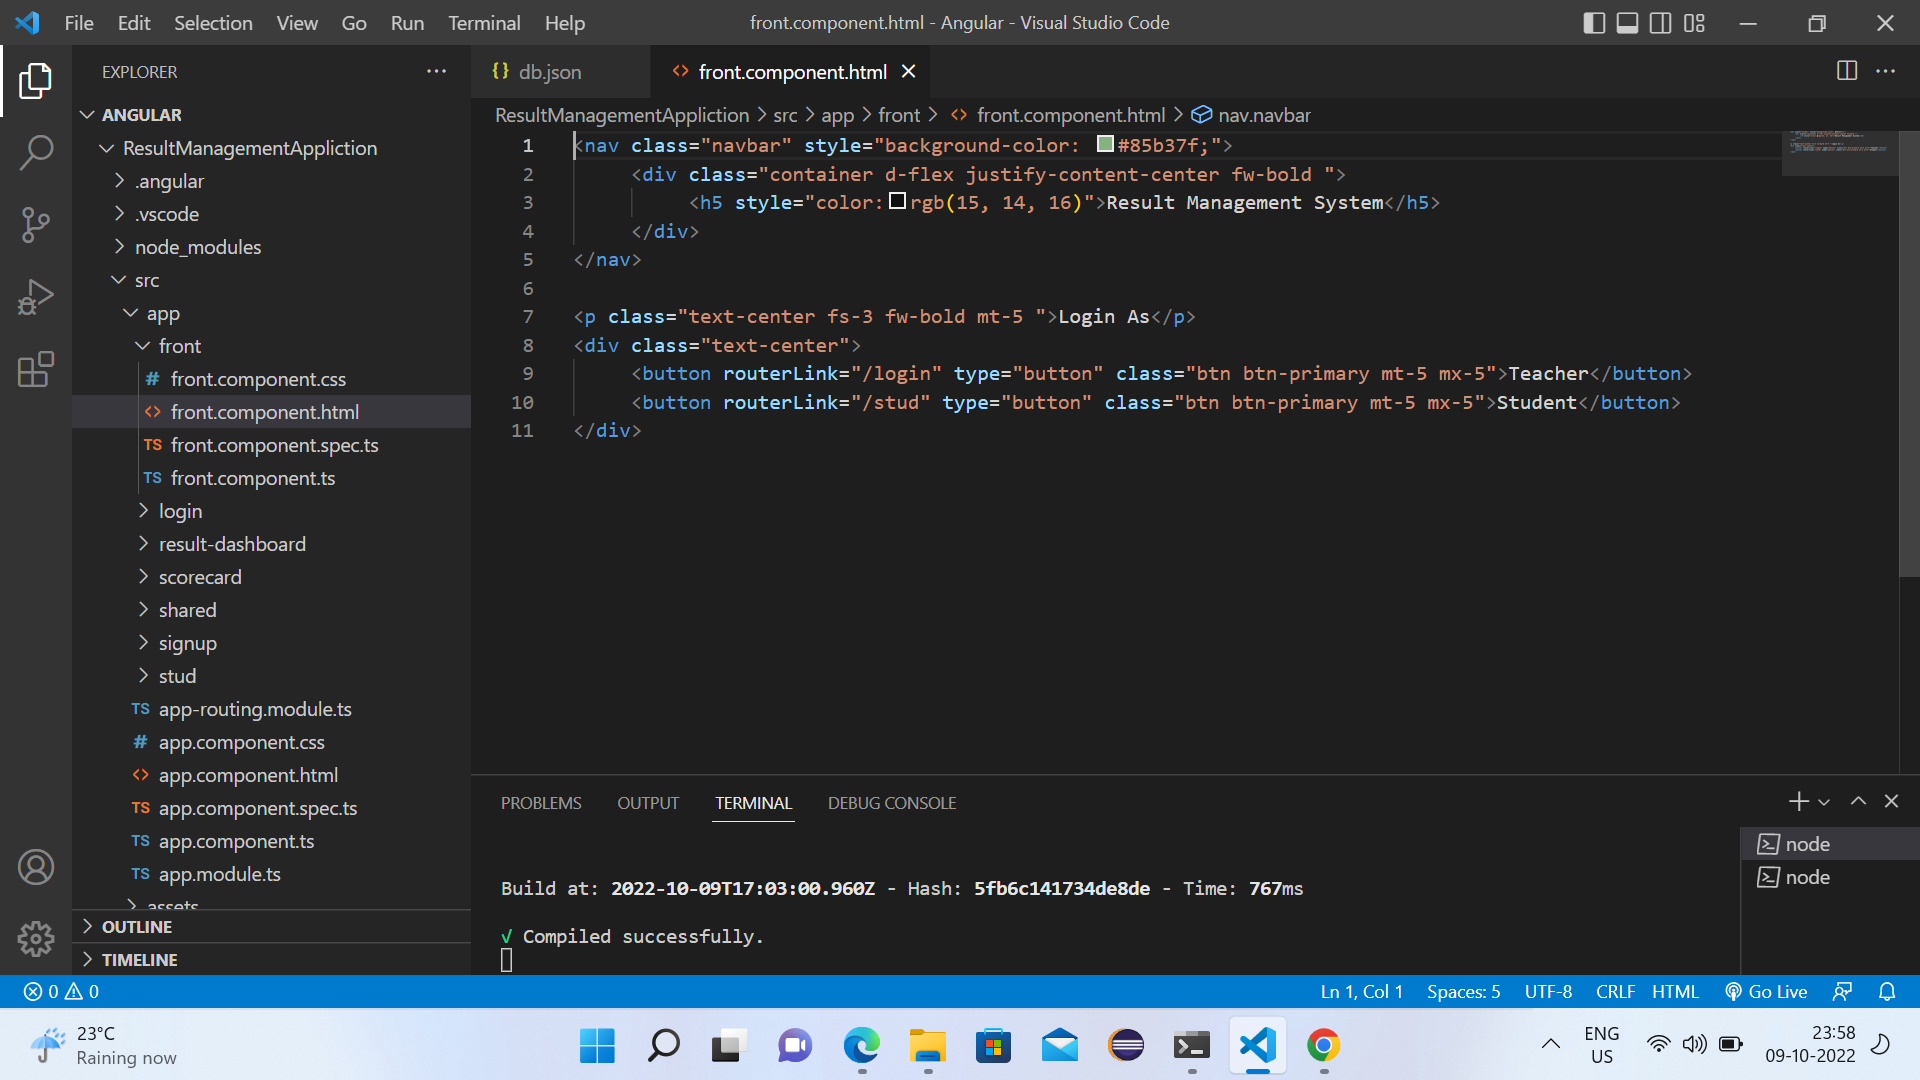 File Edit Selection View Go Run Terminal Help
front.component.html - Angular - Visual Studio Code
EXPLORER
ANGULAR
ResultManagementAppliction
.angular
.vscode
node_modules
src
app
front
# front.component.css
<> front.component.html
TS front.component.spec.ts
TS front.component.ts
login
result-dashboard
scorecard
shared
signup
stud
TS app-routing.module.ts
# app.component.css
<> app.component.html
TS app.component.spec.ts
TS app.component.ts
TS app.module.ts
assets
OUTLINE
TIMELINE
{} db.json
<> front.component.html
ResultManagementAppliction > src > app > front > <> front.component.html > nav.navbar
1 <nav class="navbar" style="background-color: #85b37f;">
2 <div class="container d-flex justify-content-center fw-bold ">
3 <h5 style="color:rgb(15, 14, 16)">Result Management System</h5>
4 </div>
5 </nav>
6
7 <p class="text-center fs-3 fw-bold mt-5 ">Login As</p>
8 <div class="text-center">
9 <button routerLink="/login" type="button" class="btn btn-primary mt-5 mx-5">Teacher</button>
10 <button routerLink="/stud" type="button" class="btn btn-primary mt-5 mx-5">Student</button>
11 </div>
PROBLEMS OUTPUT TERMINAL DEBUG CONSOLE
Build at: 2022-10-09T17:03:00.960Z - Hash: 5fb6c141734de8de - Time: 767ms
√ Compiled successfully.
node
node
0 0
Ln 1, Col 1 Spaces: 5 UTF-8 CRLF HTML Go Live
23°C
Raining now
ENG
US
23:58
09-10-2022